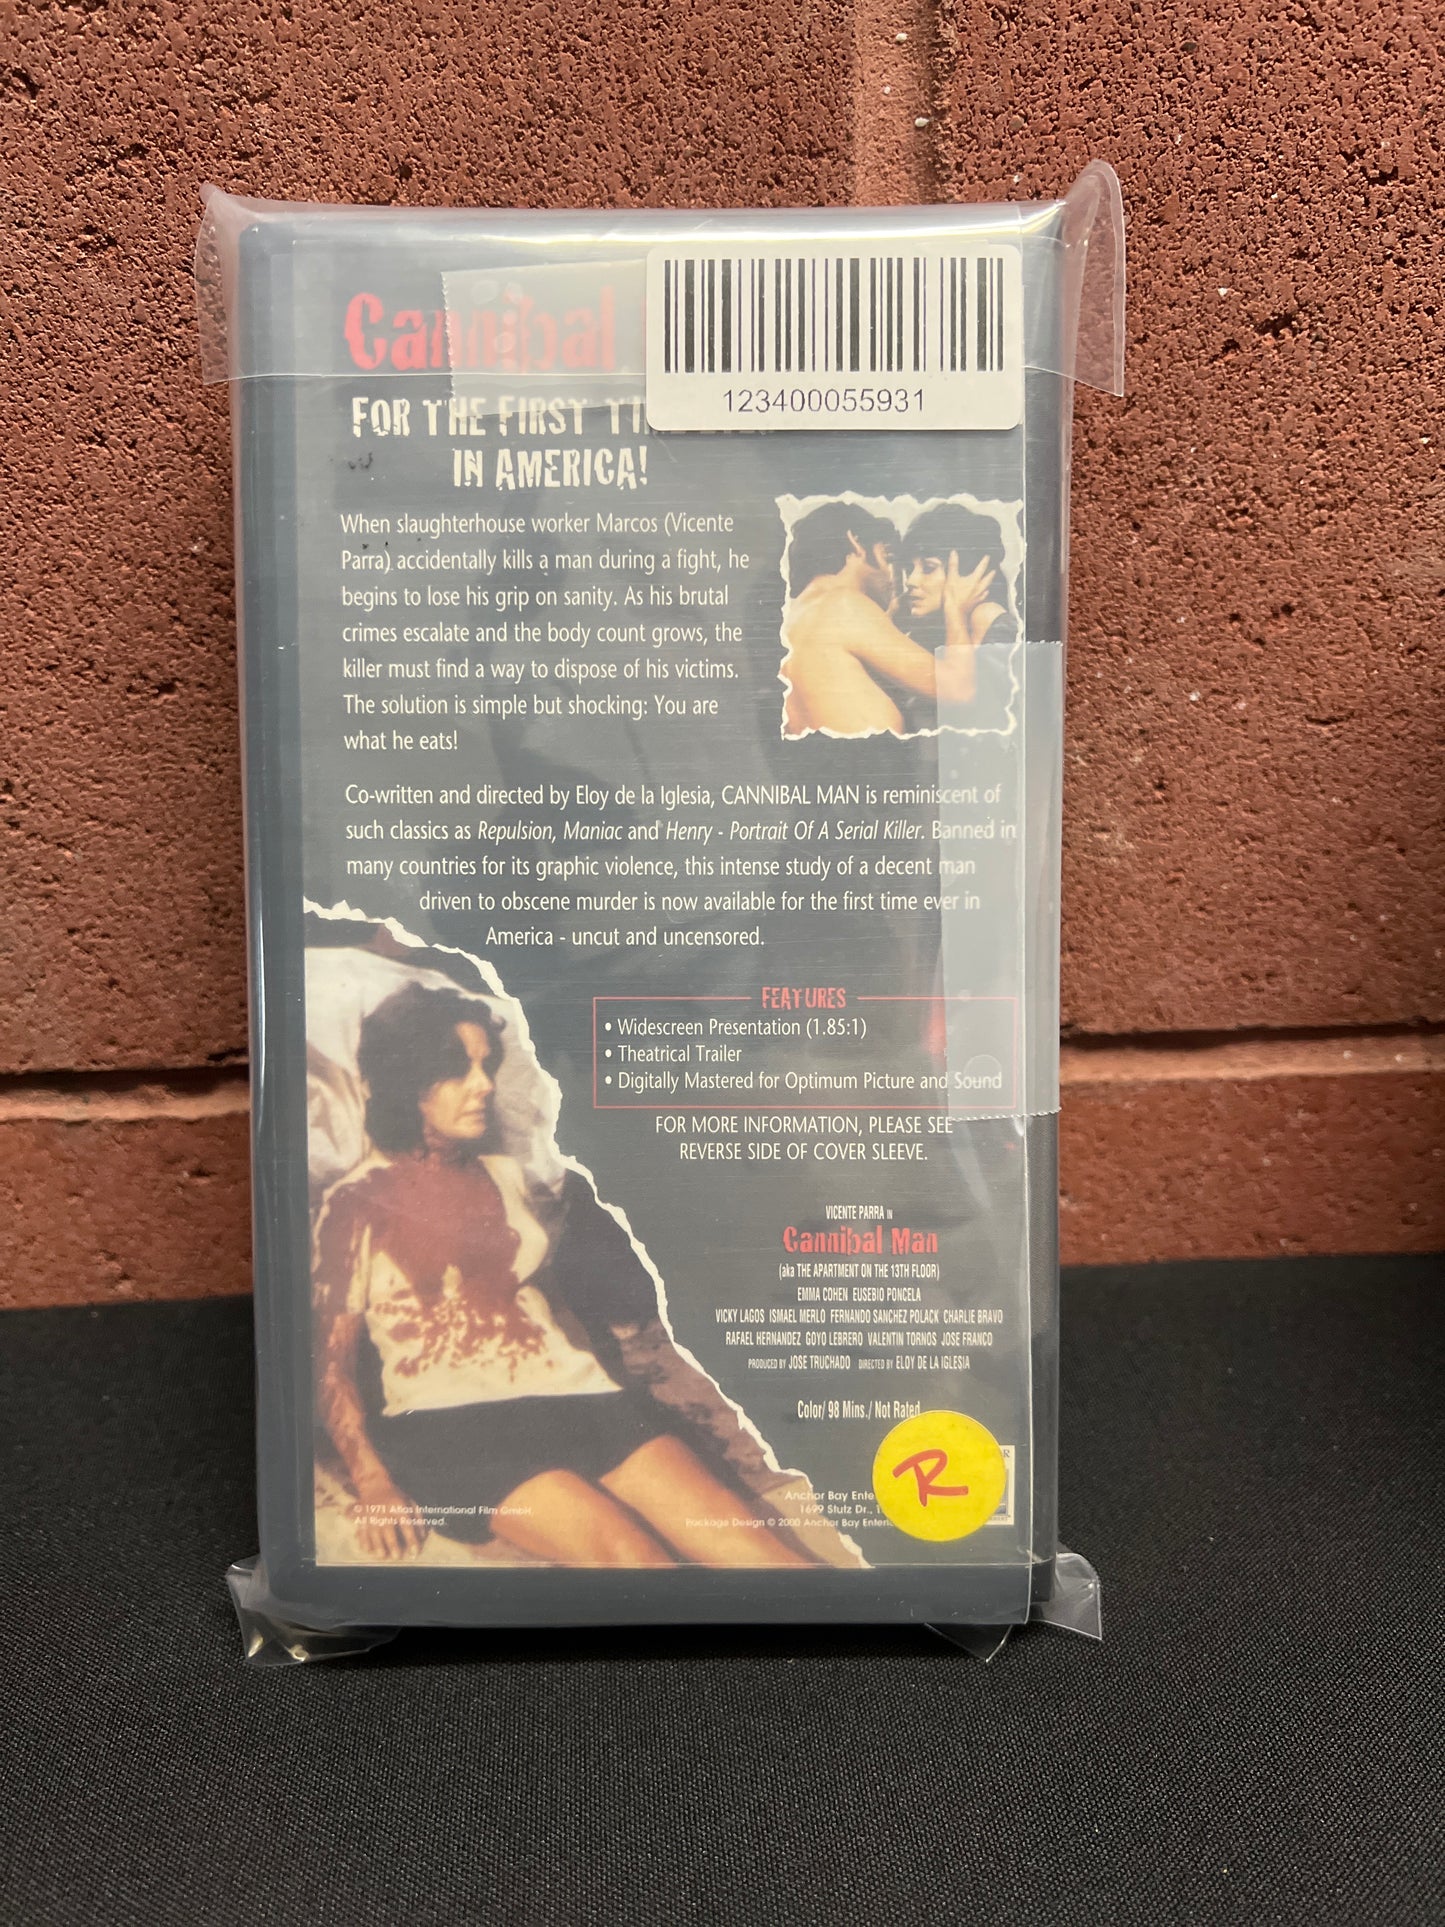 Cannibal
123400055931
FOR THE FIRST TIME EVER
IN AMERICA!
When slaughterhouse worker Marcos (Vicente
Parra) accidentally kills a man during a fight, he
begins to lose his grip on sanity. As his brutal
crimes escalate and the body count grows, the
killer must find a way to dispose of his victims.
The solution is simple but shocking: You are
what he eats!
Co-written and directed by Eloy de la Iglesia, CANNIBAL MAN is reminiscent of
such classics as Repulsion, Maniac and Henry - Portrait Of A Serial Killer. Banned in
many countries for its graphic violence, this intense study of a decent man
driven to obscene murder is now available for the first time ever in
America - uncut and uncensored.
FEATURES
• Widescreen Presentation (1.85:1)
• Theatrical Trailer
• Digitally Mastered for Optimum Picture and Sound
FOR MORE INFORMATION, PLEASE SEE
REVERSE SIDE OF COVER SLEEVE.
VICENTE PARRA IN
Cannibal Man
(aka THE APARTMENT ON THE 13TH FLOOR)
EMMA COHEN EUSEBIO PONCELA
VICKY LAGOS ISMAEL MERLO FERNANDO SANCHEZ POLACK CHARLIE BRAVO
RAFAEL HERNANDEZ GOYO LEBRERO VALENTIN TORNOS JOSE FRANCO
PRODUCED BY JOSE TRUCHADO DIRECTED BY ELOY DE LA IGLESIA
Color/ 98 Mins./ Not Rated
R
© 1971 Atlas International Film GmbH.
All Rights Reserved.
Anchor Bay
1699 Stutz Dr.,
Package Design © 2000 Anchor Bay